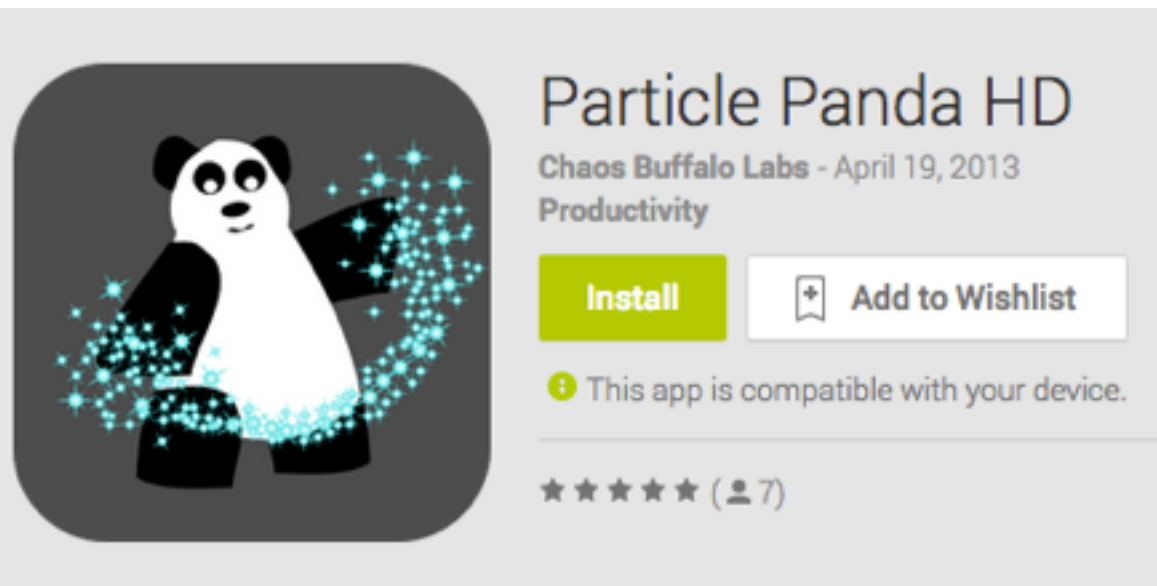 Particle Panda HD
Chaos Buffalo Labs - April 19, 2013
Productivity
Install
Add to Wishlist
This app is compatible with your device.
(7)